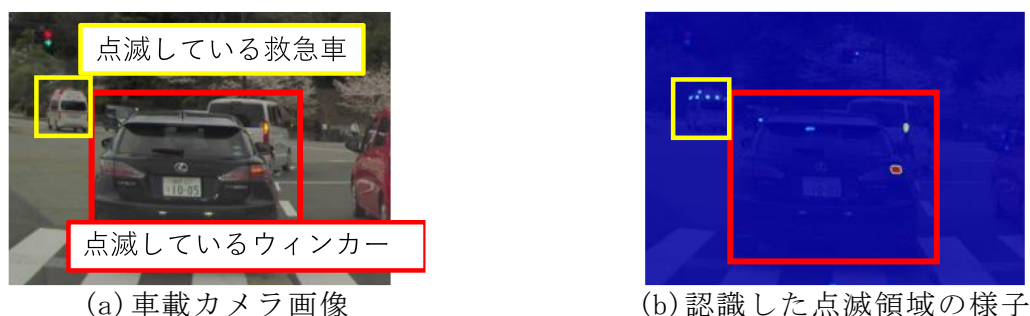 点滅している救急車
10-05
点滅しているウィンカー
(a)車載カメラ画像
(b)認識した点滅領域の様子